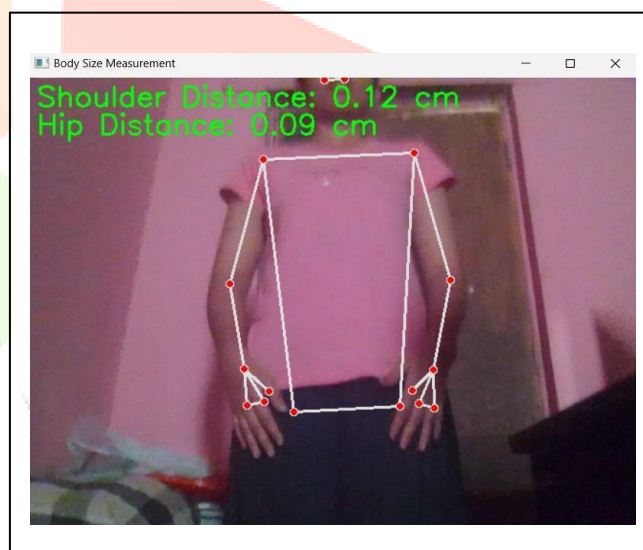 Body Size Measurement
Shoulder Distance: 0.12 cm
Hip Distance: 0.09 cm